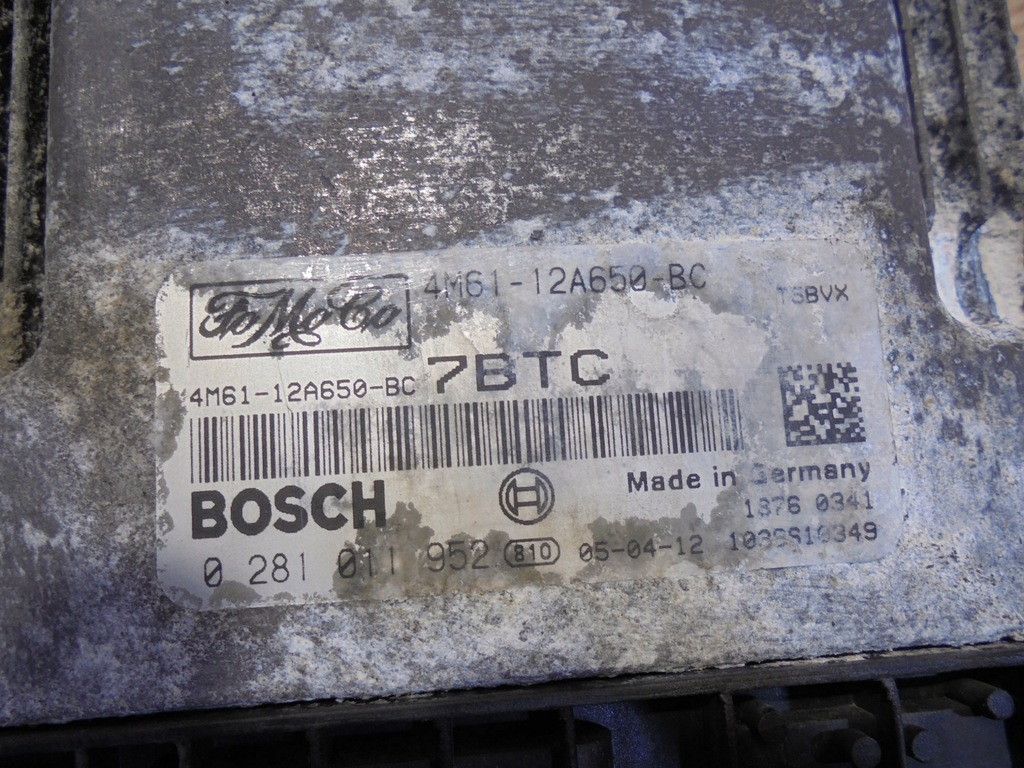 FoMoCo 4M61-12A650-BC TSBVX
4M61-12A650-BC 7BTC
BOSCH Made in Germany
1376 0341
0 281 011 952 B10 05-04-12